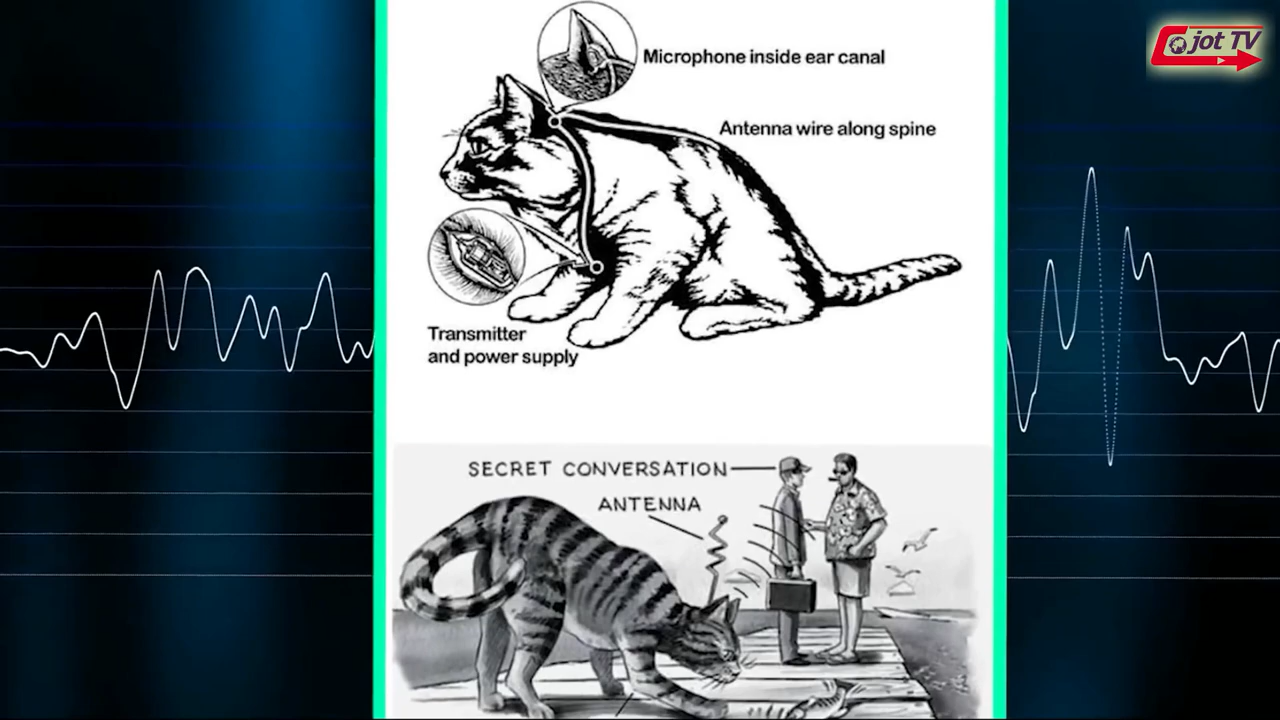 jot TV
Microphone inside ear canal
Antenna wire along spine
Transmitter
and power supply
SECRET CONVERSATION
ANTENNA